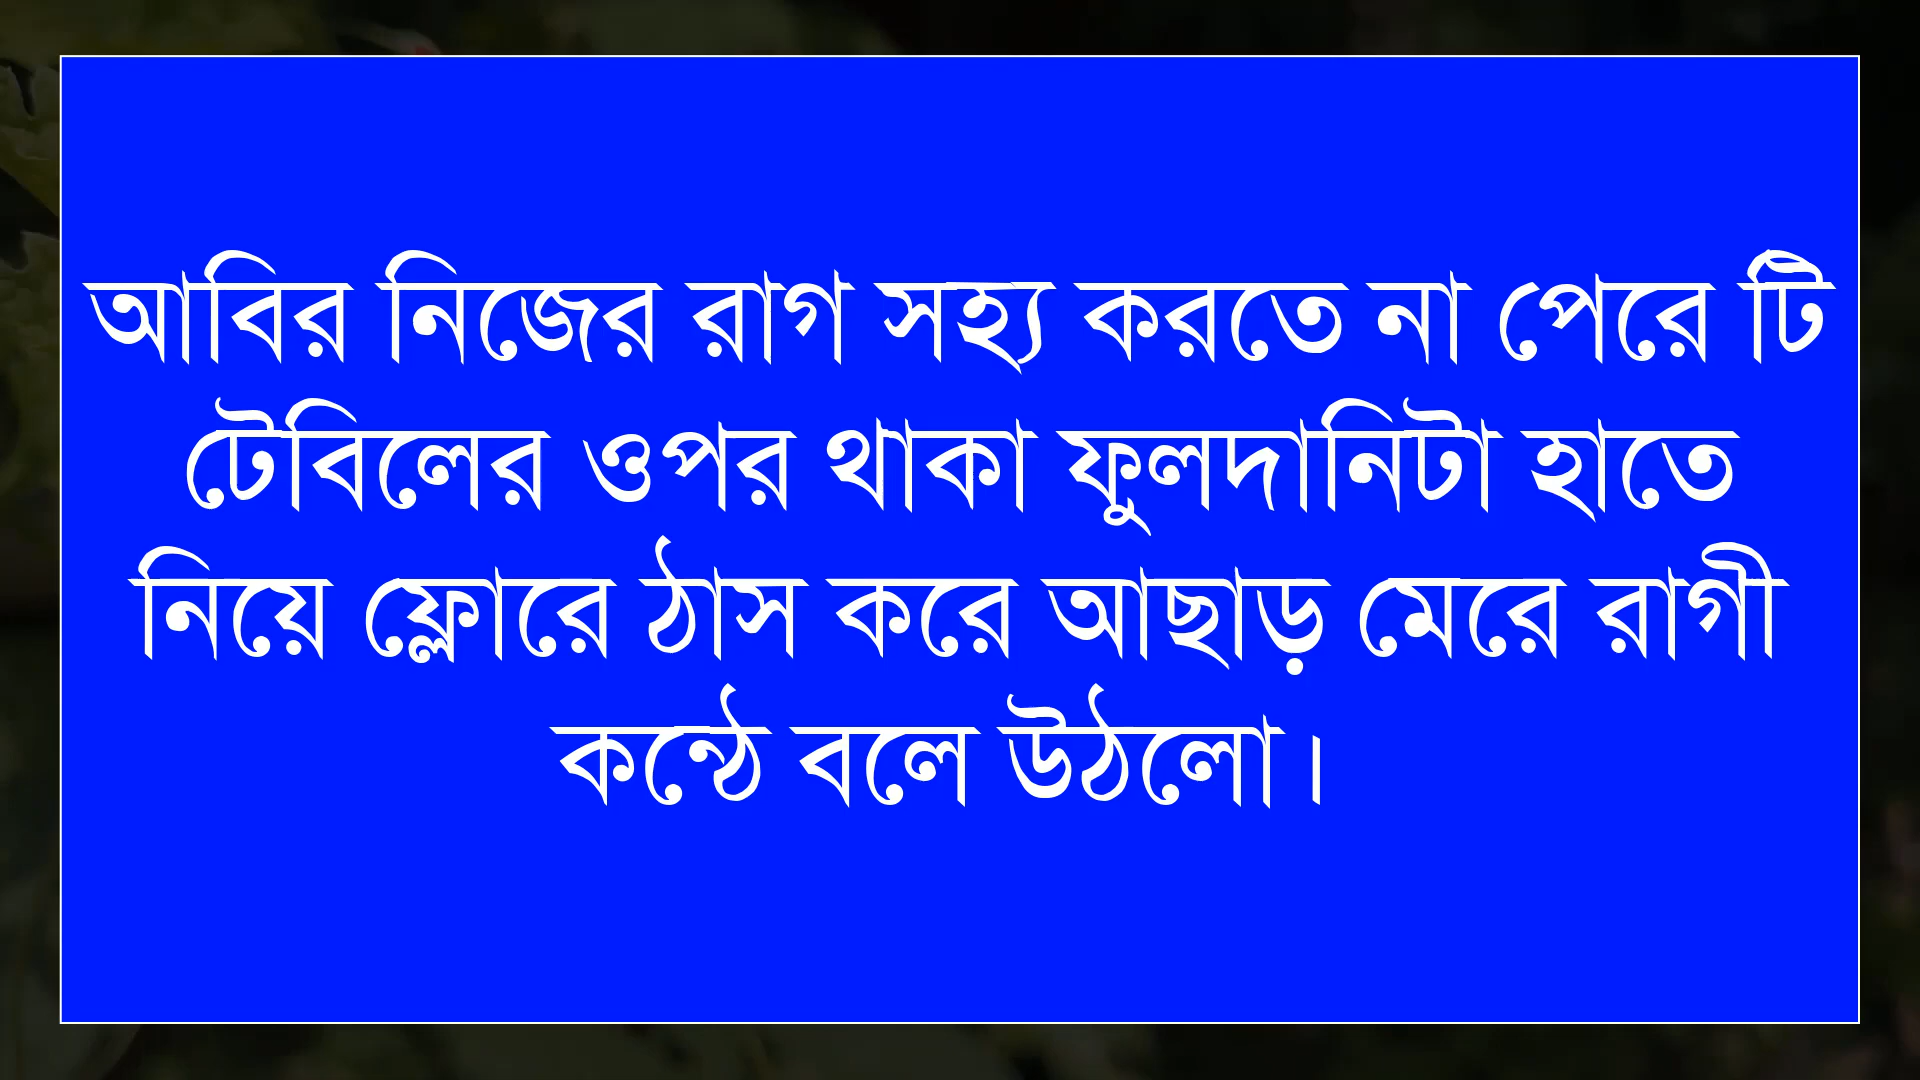 আবির নিজের রাগ সহ্য করতে না পেরে টি
টেবিলের ওপর থাকা ফুলদানিটা হাতে
নিয়ে ফ্লোরে ঠাস করে আছাড় মেরে রাগী
কন্ঠে বলে উঠলো।